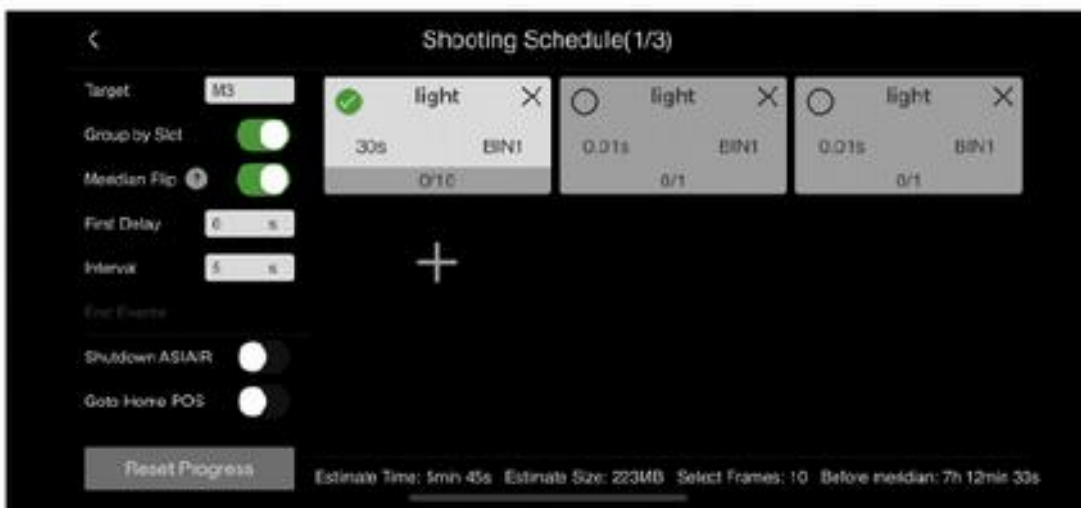 Shooting Schedule(1/3)
Target M3
Group by Slot
Meridian Flip ?
First Delay s
Interval 5 s
End Events
Shutdown ASIAIR
Goto Home POS
Reset Progress
light
30s BIN1
0/10
light
0.01s BIN1
0/1
light
0.01s BIN1
0/1
Estimate Time: 5min 45s Estimate Size: 223MB Select Frames: 10 Before meridian: 7h 12min 33s